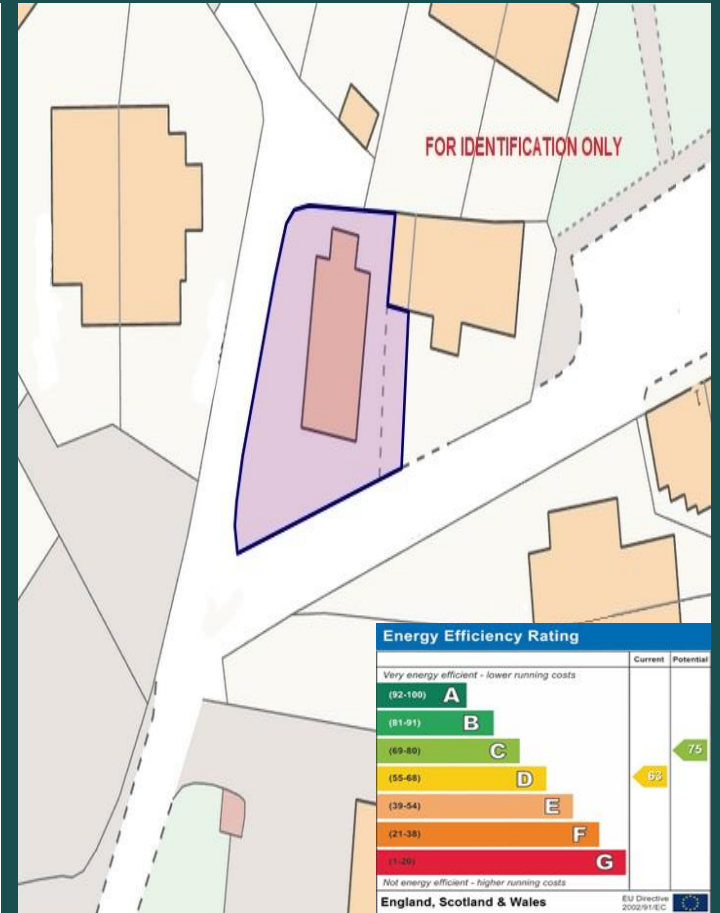 FOR IDENTIFICATION ONLY
Energy Efficiency Rating
Current Potential
Very energy efficient - lower running costs
(92-100) A
(81-91) B
(69-80) C
75
(55-68) D
63
(39-54) E
(21-38) F
(1-20) G
Not energy efficient - higher running costs
England, Scotland & Wales
EU Directive
2002/91/EC